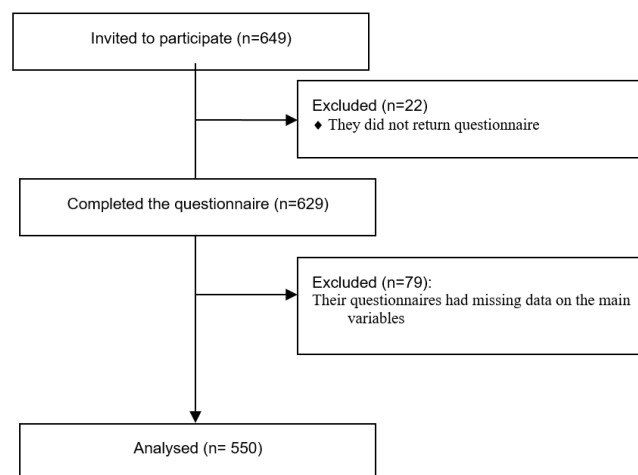 Invited to participate (n=649)
Excluded (n=22)
♦ They did not return questionnaire
Completed the questionnaire (n=629)
Excluded (n=79):
Their questionnaires had missing data on the main
variables
Analysed (n= 550)